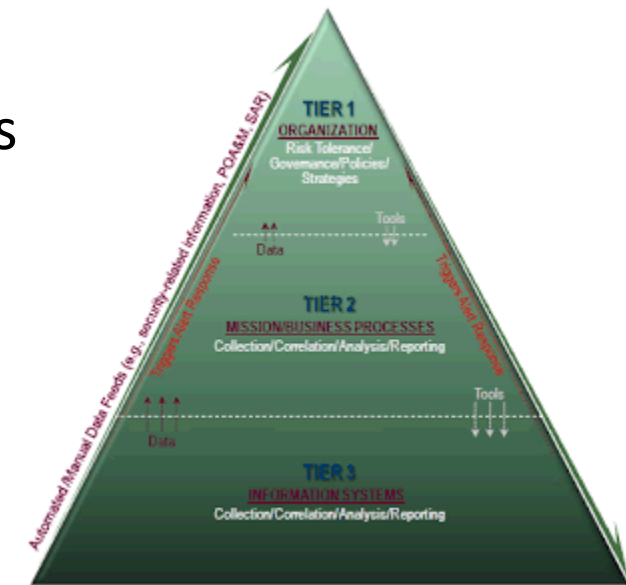 s
Automated/Manual Data Feeds (e.g., security-related information, POA&M, SAR)
TIER 1
ORGANIZATION
Risk Tolerance/
Governance/Policies/
Strategies
Tools
Data
Triggers Alert Response
Triggers Alert Response
TIER 2
MISSION/BUSINESS PROCESSES
Collection/Correlation/Analysis/Reporting
Tools
Data
TIER 3
INFORMATION SYSTEMS
Collection/Correlation/Analysis/Reporting